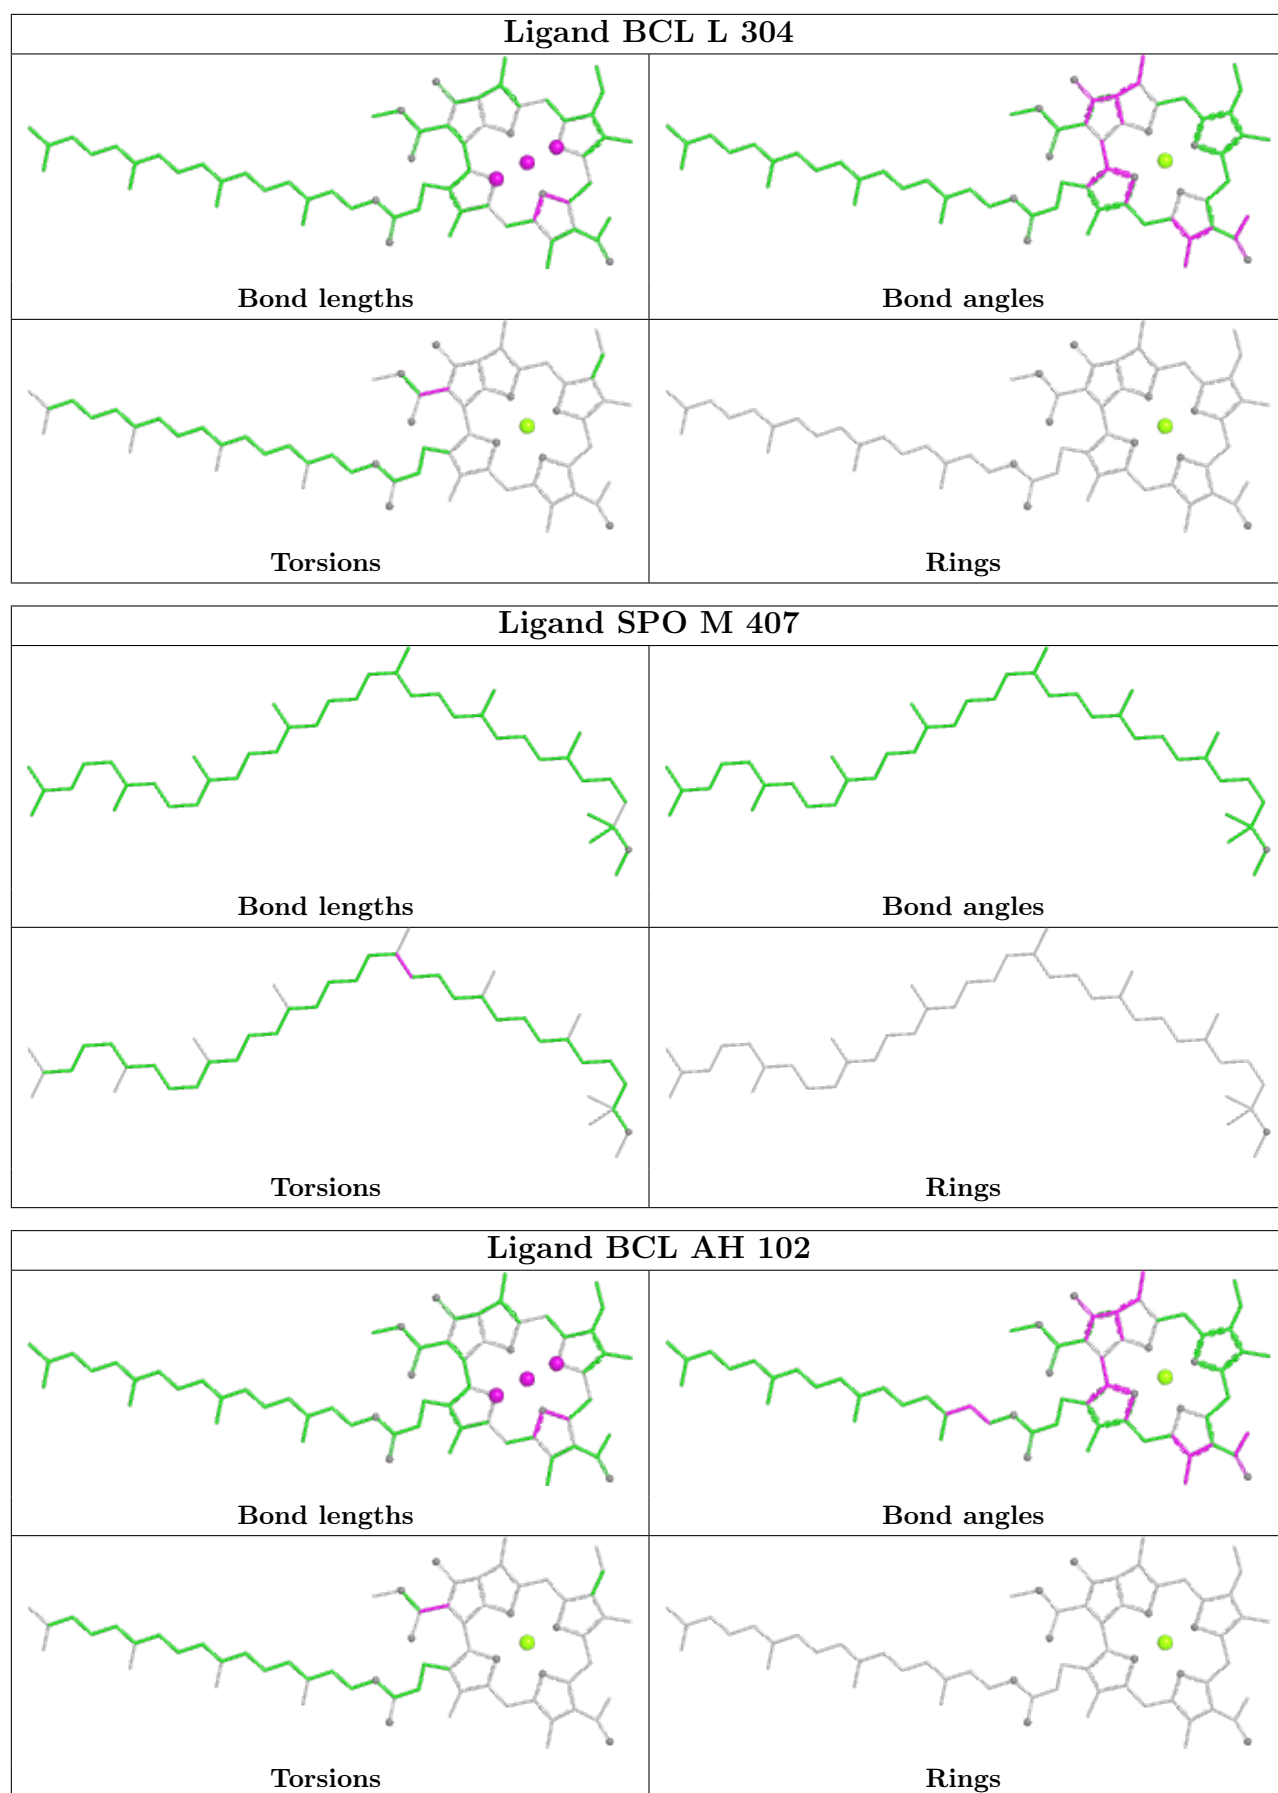 Ligand BCL L 304
Bond lengths
Bond angles
Torsions
Rings
Ligand SPO M 407
Bond lengths
Bond angles
Torsions
Rings
Ligand BCL AH 102
Bond lengths
Bond angles
Torsions
Rings